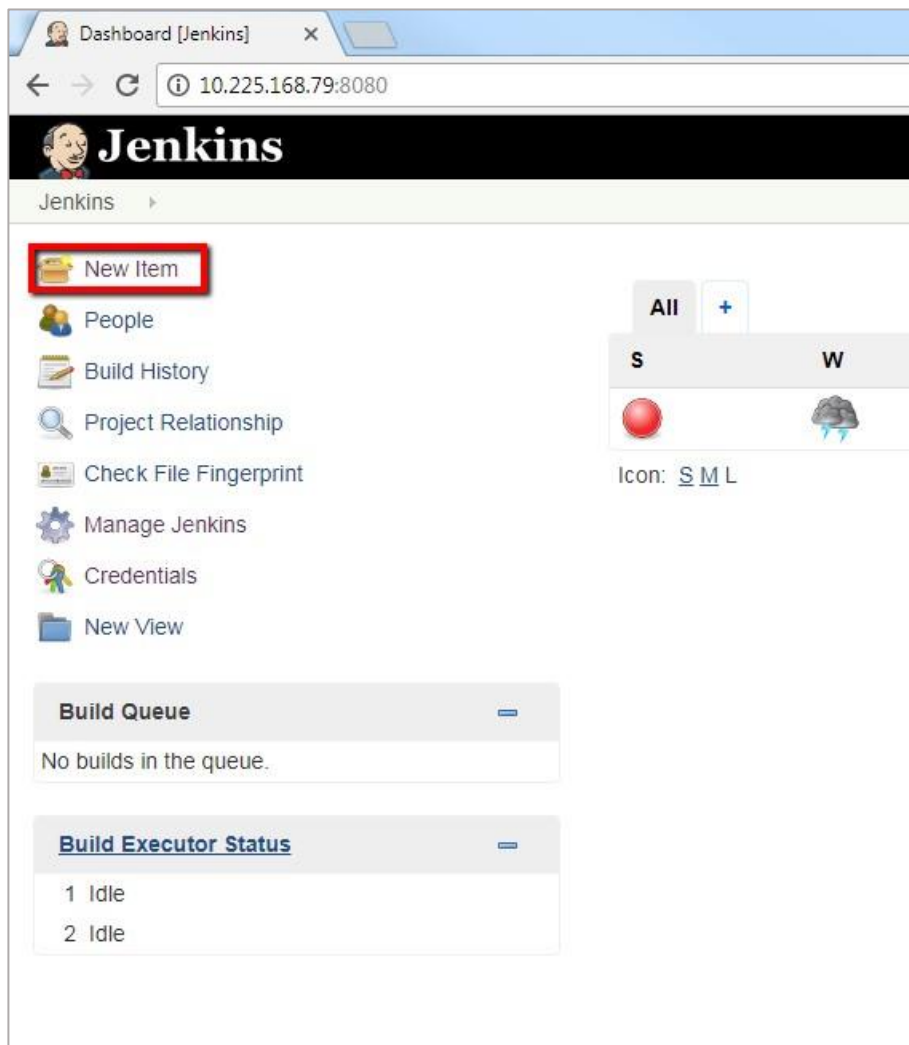 Dashboard [Jenkins]
10.225.168.79:8080
Jenkins
Jenkins
New Item
People
Build History
Project Relationship
Check File Fingerprint
Manage Jenkins
Credentials
New View
All +
S W
Icon: S M L
Build Queue
No builds in the queue.
Build Executor Status
1 Idle
2 Idle